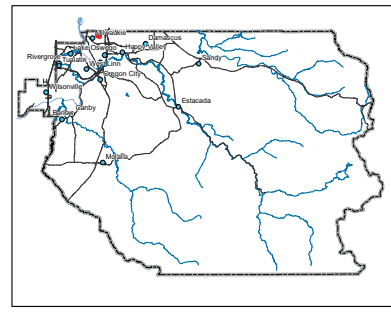 Milwaukie
Damascus
Lake Oswego
Happy Valley
Rivergrove
Tualatin
West Linn
Sandy
Oregon City
Wilsonville
Canby
Estacada
Barlow
Molalla